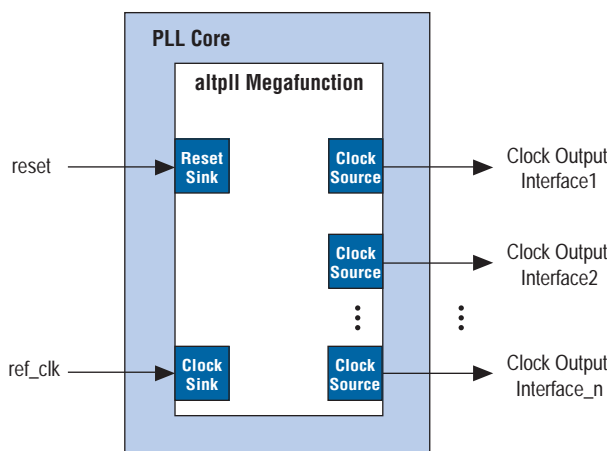 PLL Core
altpll Megafunction
reset
Reset
Sink
Clock
Source
Clock Output
Interface1
Clock
Source
Clock Output
Interface2
ref_clk
Clock
Sink
Clock
Source
Clock Output
Interface_n